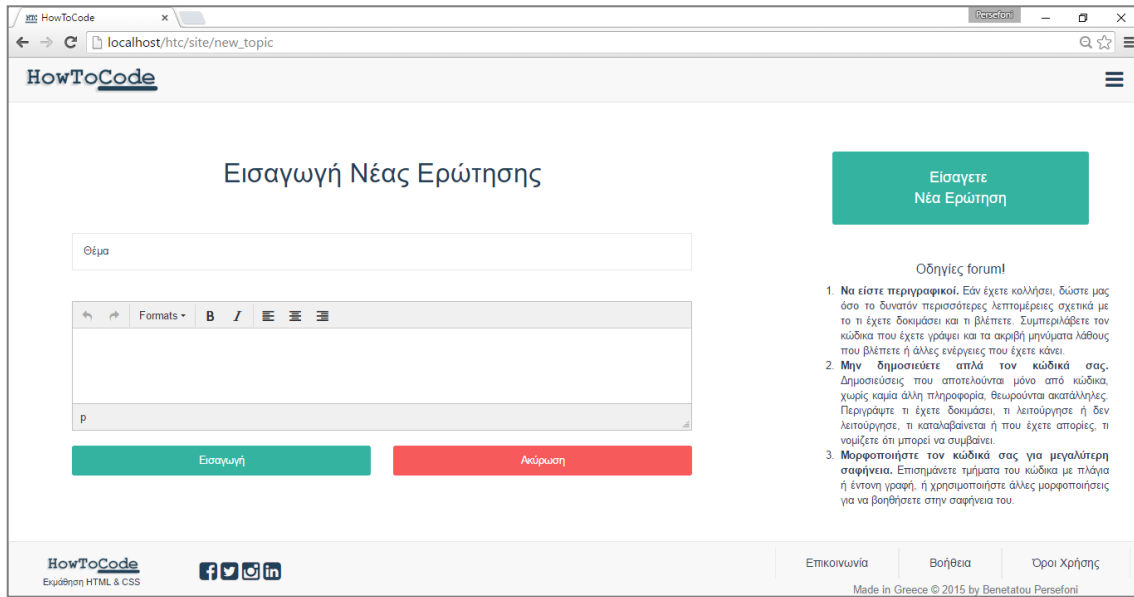 HowToCode
Persefoni
localhost/htc/site/new_topic
HowToCode
Εισαγωγή Νέας Ερώτησης
Θέμα
Formats
B I
p
Εισαγωγή
Ακύρωση
Είσαγετε
Νέα Ερώτηση
Οδηγίες forum!
1. Να είστε περιγραφικοί. Εάν έχετε κολλήσει, δώστε μας
όσο το δυνατόν περισσότερες λεπτομέρειες σχετικά με
το τι έχετε δοκιμάσει και τι βλέπετε. Συμπεριλάβετε τον
κώδικα που έχετε γράψει και τα ακριβή μηνύματα λάθους
που βλέπετε ή άλλες ενέργειες που έχετε κάνει.
2. Μην δημοσιεύετε απλά τον κώδικά σας.
Δημοσιεύσεις που αποτελούνται μόνο από κώδικα,
χωρίς καμία άλλη πληροφορία, θεωρούνται ακατάλληλες.
Περιγράψτε τι έχετε δοκιμάσει, τι λειτούργησε ή δεν
λειτούργησε, τι καταλαβαίνεται ή που έχετε απορίες, τι
νομίζετε ότι μπορεί να συμβαίνει.
3. Μορφοποιήστε τον κώδικά σας για μεγαλύτερη
σαφήνεια. Επισημάνετε τμήματα του κώδικα με πλάγια
ή έντονη γραφή, ή χρησιμοποιήστε άλλες μορφοποιήσεις
για να βοηθήσετε στην σαφήνεια του.
HowToCode
Εκμάθηση HTML & CSS
Επικοινωνία
Βοήθεια
Όροι Χρήσης
Made in Greece © 2015 by Benetatou Persefoni